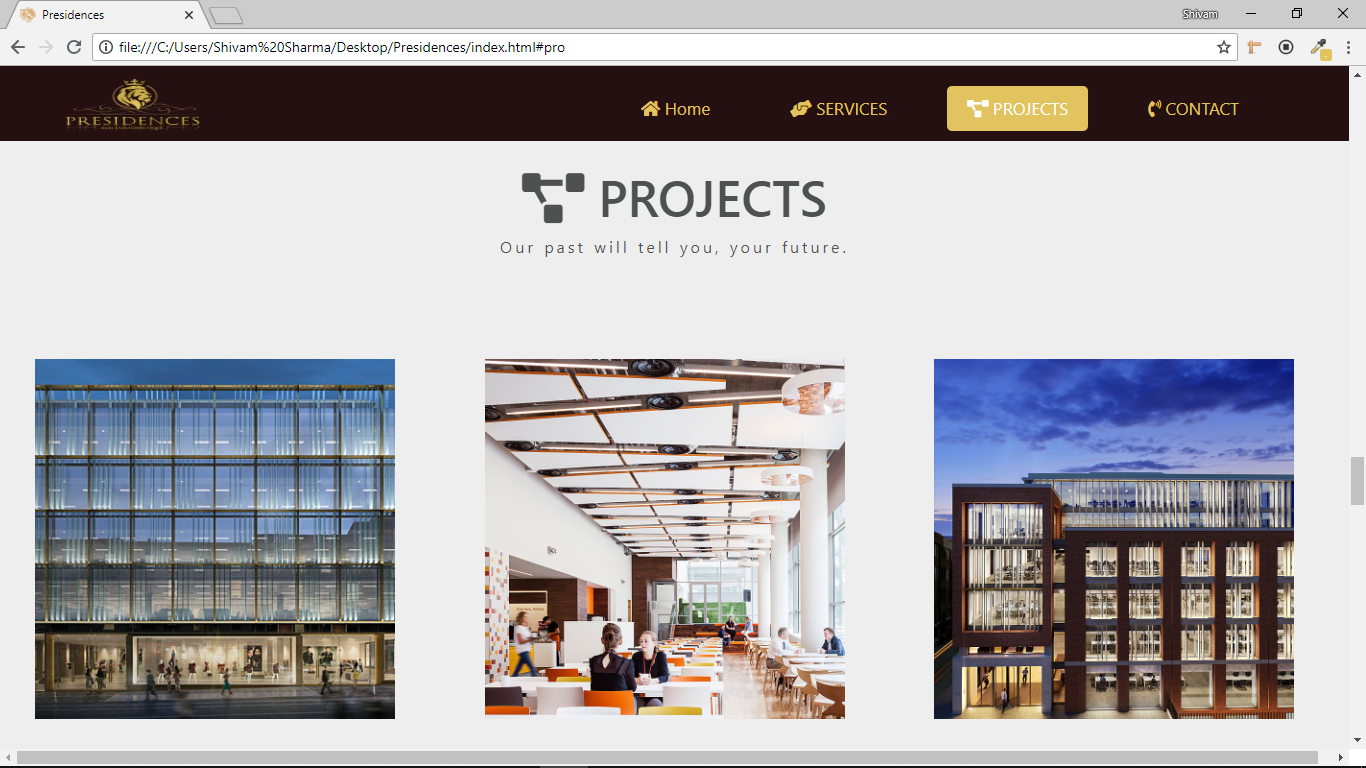 Presidences
Shivam
file:///C:/Users/Shivam%20Sharma/Desktop/Presidences/index.html#pro
PRESIDENCES
Home
SERVICES
PROJECTS
CONTACT
PROJECTS
Our past will tell you, your future.